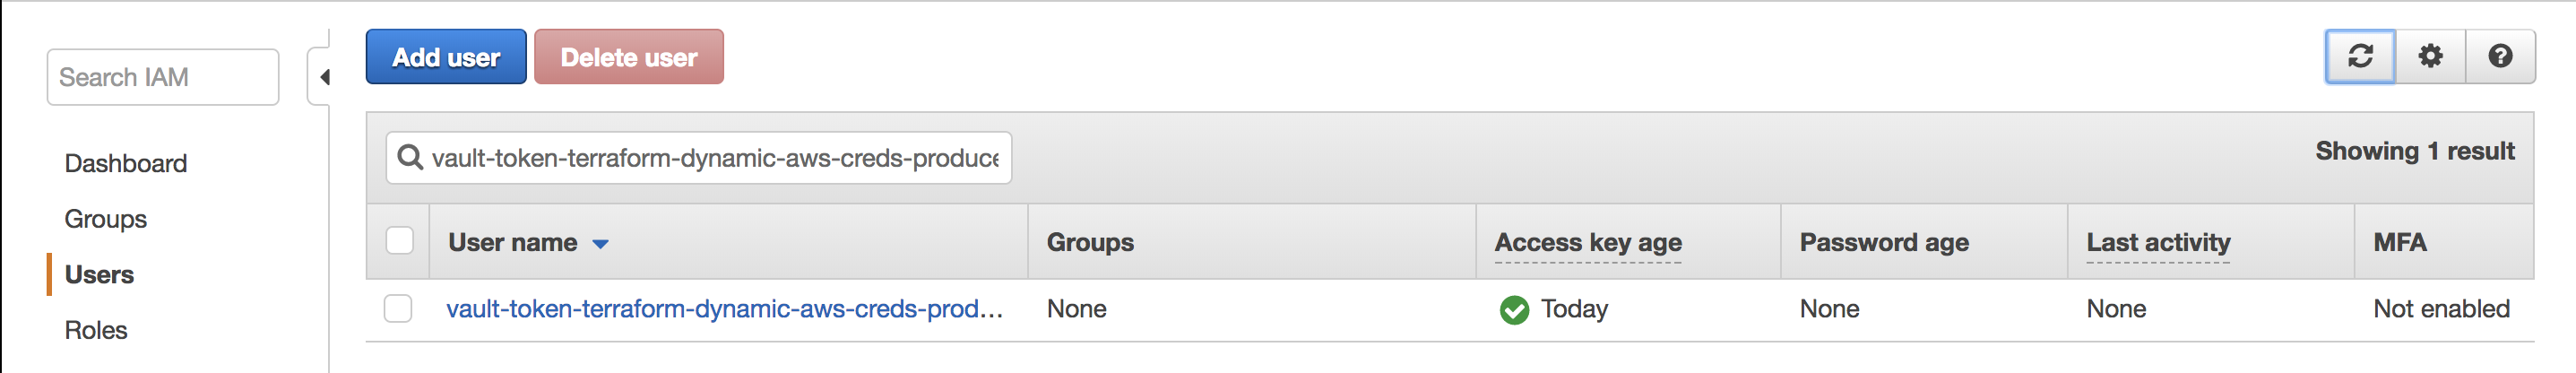 Search IAM
Dashboard
Groups
Users
Roles
Add user
Delete user
vault-token-terraform-dynamic-aws-creds-produce
Showing 1 result
User name Groups Access key age Password age Last activity MFA
vault-token-terraform-dynamic-aws-creds-prod... None Today None None Not enabled